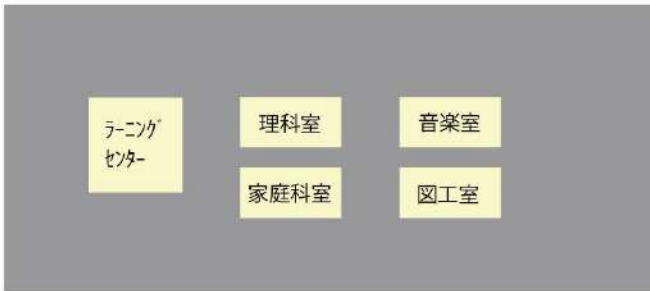 ラーニング
センター
理科室
音楽室
家庭科室
図工室